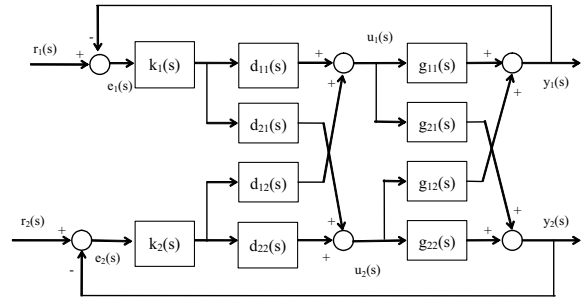 -
r₁(s) + e₁(s) k₁(s) d₁₁(s) + u₁(s) g₁₁(s) + y₁(s)
+ +
d₂₁(s) g₂₁(s)
d₁₂(s) g₁₂(s)
+ +
r₂(s) + e₂(s) k₂(s) d₂₂(s) + u₂(s) g₂₂(s) + y₂(s)
-